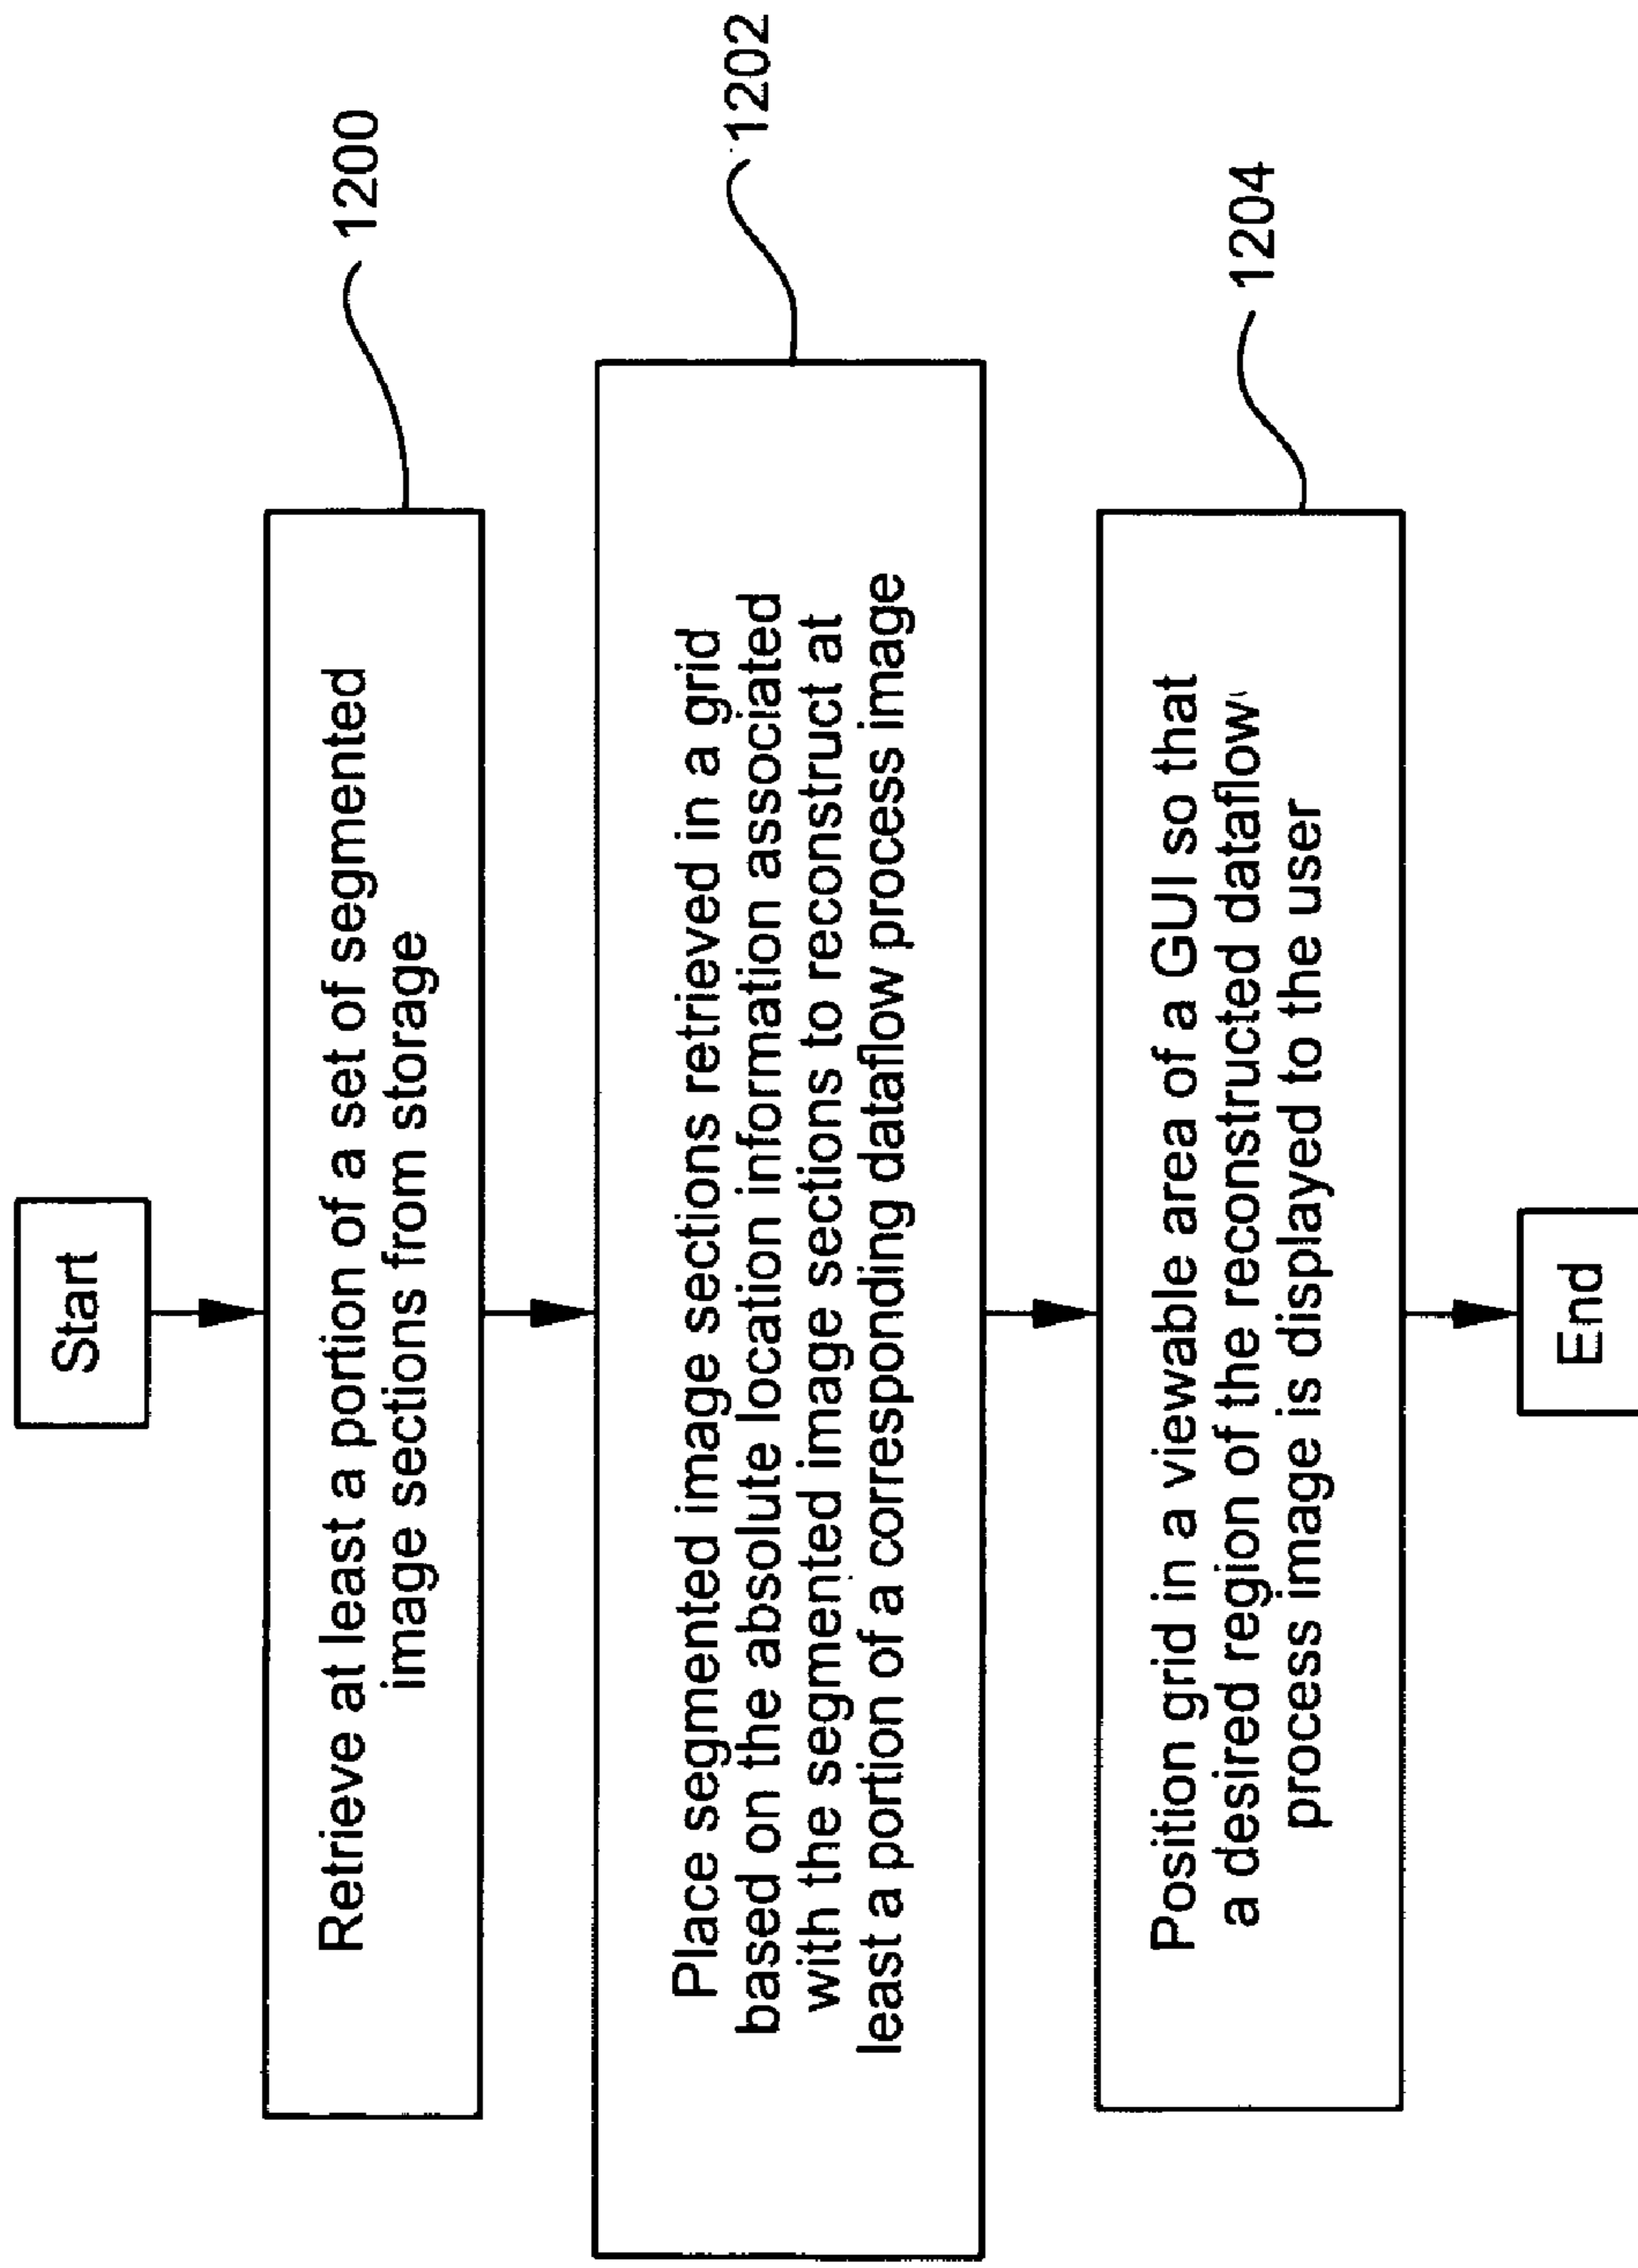 Start
Retrieve at least a portion of a set of segmented
image sections from storage
1200
Place segmented image sections retrieved in a grid
based on the absolute location information associated
with the segmented image sections to reconstruct at
least a portion of a corresponding dataflow process image
1202
Position grid in a viewable area of a GUI so that
a desired region of the reconstructed dataflow
process image is displayed to the user
1204
End